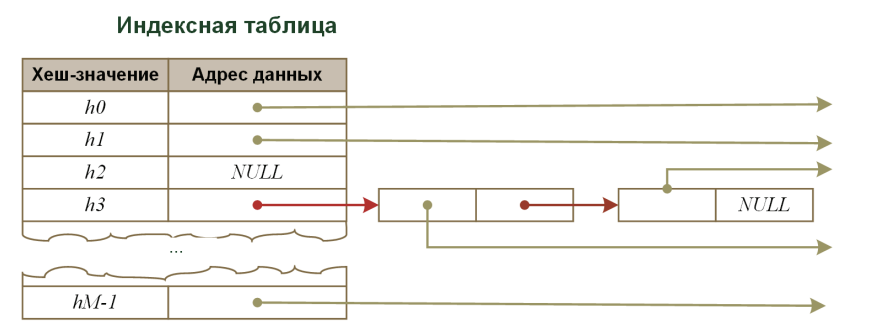 Индексная таблица
Хеш-значение Адрес данных
h0
h1
h2 NULL
h3 NULL
...
hM-1